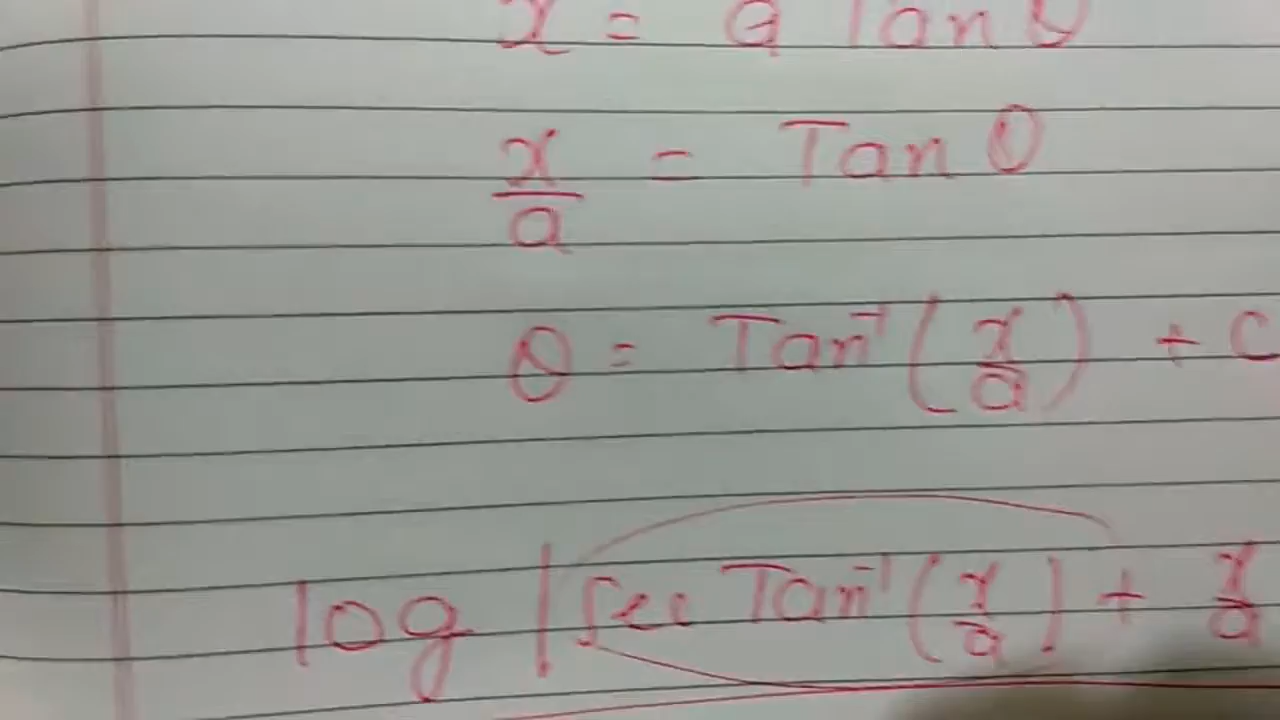 x = a Tan θ
x/a = Tan θ
θ = Tan⁻¹ (x/a) + C
log |Sec Tan⁻¹ (x/a) + x/a